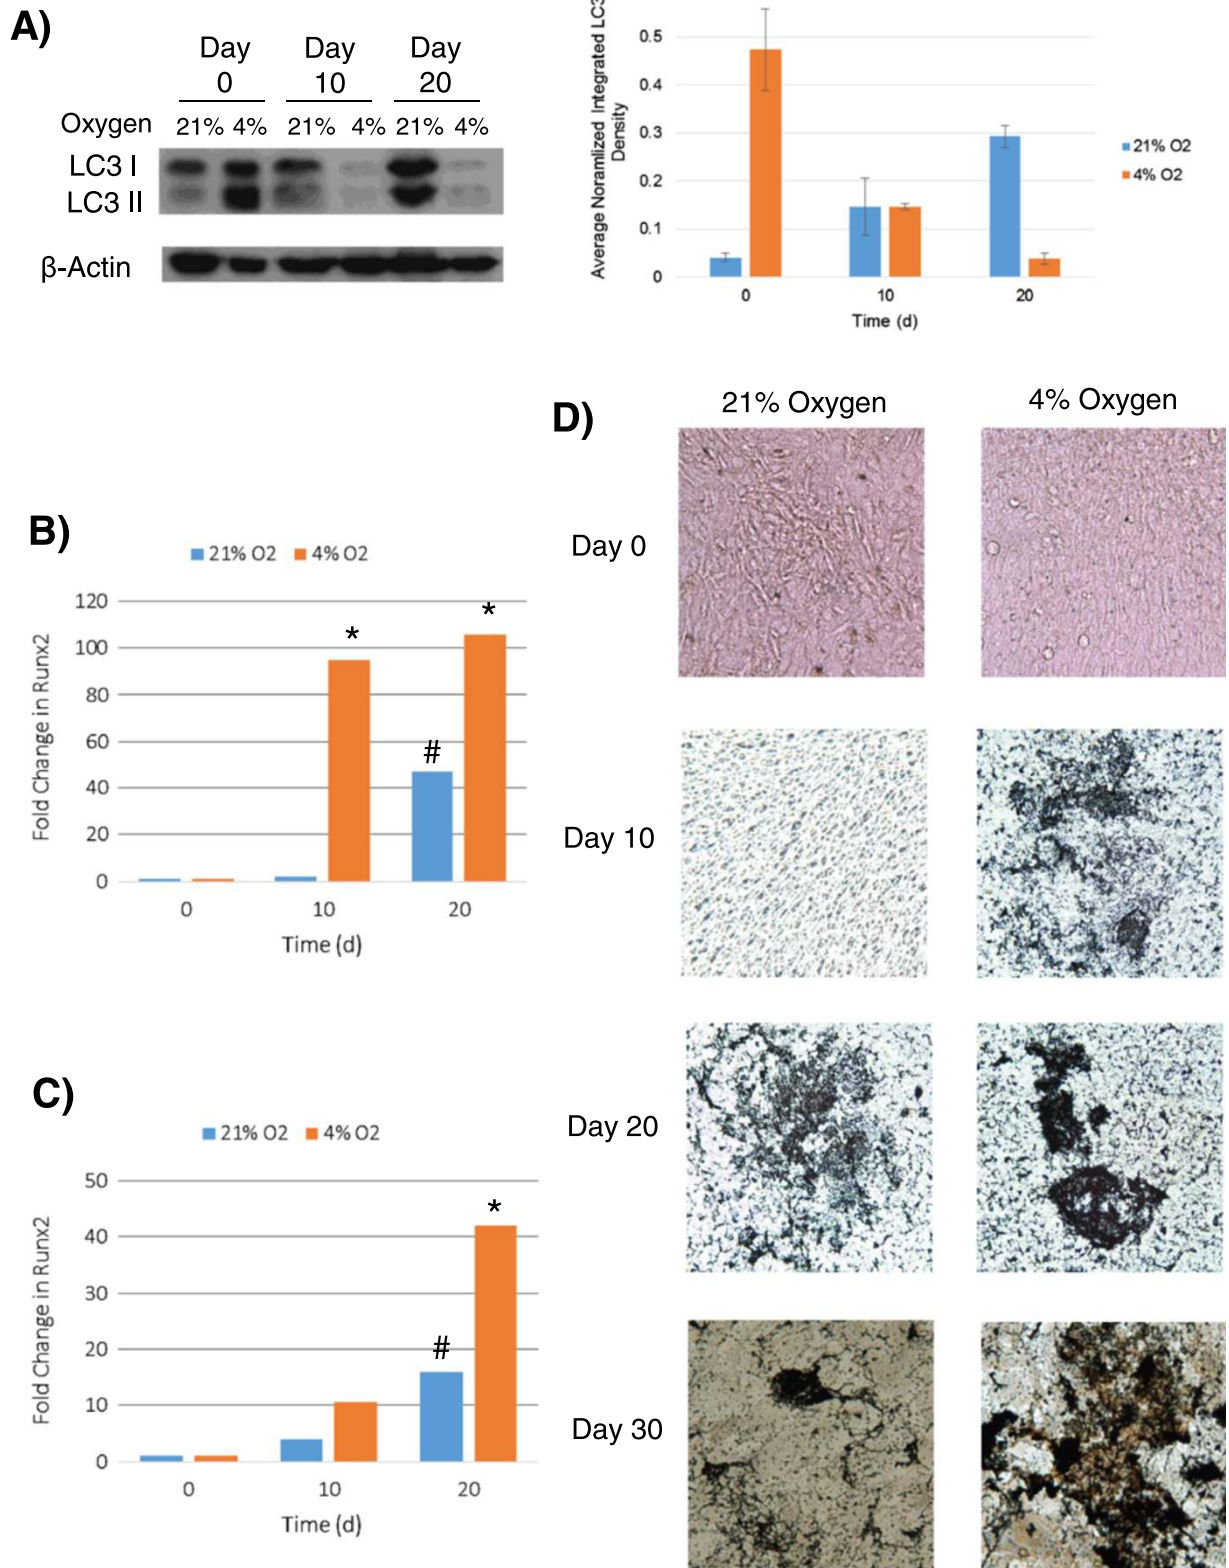 A)
Day Day Day
0 10 20
Oxygen 21% 4% 21% 4% 21% 4%
LC3 I
LC3 II
β-Actin
Average Noramlized Integrated LC3
Density
0.5
0.4
0.3
0.2
0.1
0
0 10 20
Time (d)
21% O2
4% O2
B)
21% O2 4% O2
Fold Change in Runx2
120
100
80
60
40
20
0
* * #
0 10 20
Time (d)
C)
21% O2 4% O2
Fold Change in Runx2
50
40
30
20
10
0
# *
0 10 20
Time (d)
D)
21% Oxygen 4% Oxygen
Day 0
Day 10
Day 20
Day 30